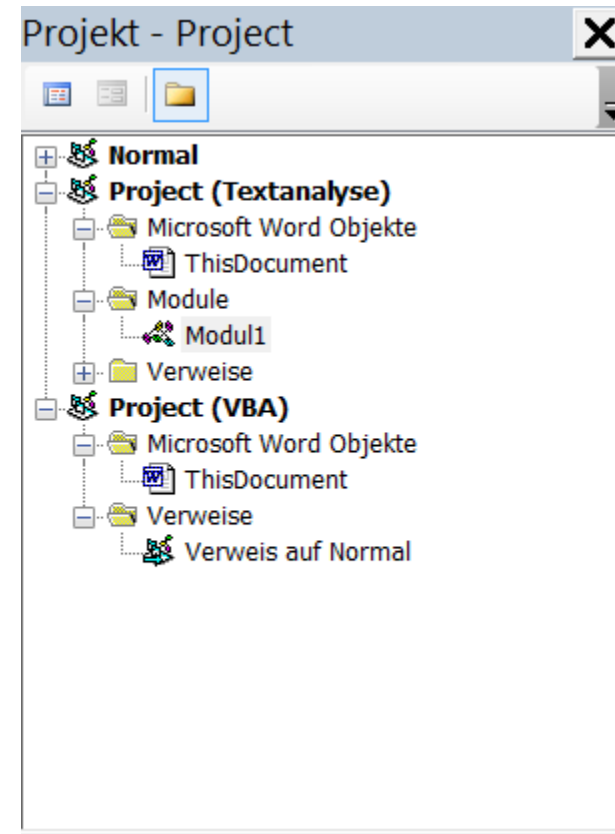 Projekt - Project
Normal
Project (Textanalyse)
Microsoft Word Objekte
ThisDocument
Module
Modul1
Verweise
Project (VBA)
Microsoft Word Objekte
ThisDocument
Verweise
Verweis auf Normal